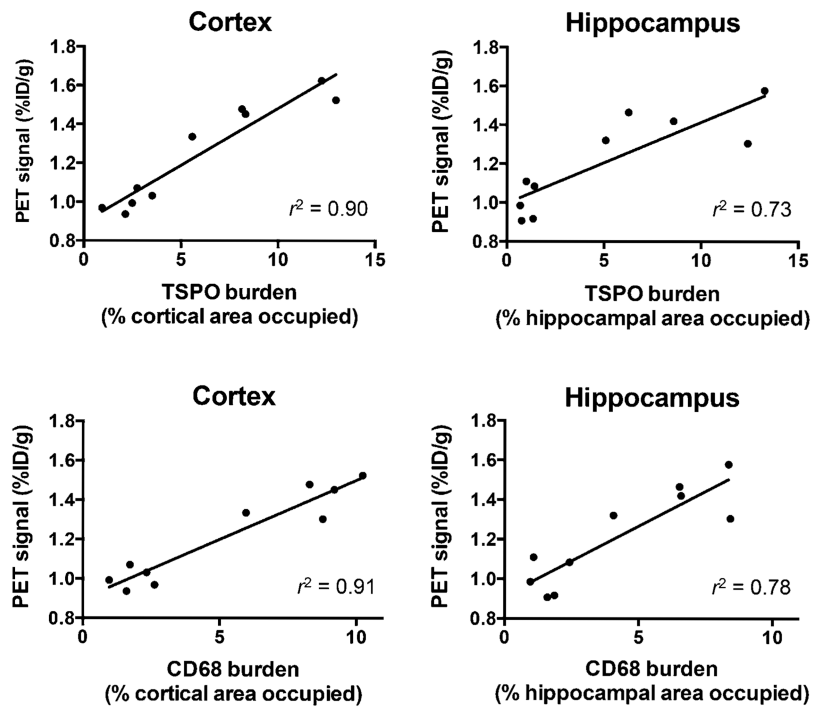 Cortex
PET signal (%ID/g)
1.8
1.6
1.4
1.2
1.0
0.8
r² = 0.90
0 5 10 15
TSPO burden
(% cortical area occupied)
Hippocampus
PET signal (%ID/g)
1.8
1.6
1.4
1.2
1.0
0.8
r² = 0.73
0 5 10 15
TSPO burden
(% hippocampal area occupied)
Cortex
PET signal (%ID/g)
1.8
1.6
1.4
1.2
1.0
0.8
r² = 0.91
0 5 10
CD68 burden
(% cortical area occupied)
Hippocampus
PET signal (%ID/g)
1.8
1.6
1.4
1.2
1.0
0.8
r² = 0.78
0 5 10
CD68 burden
(% hippocampal area occupied)